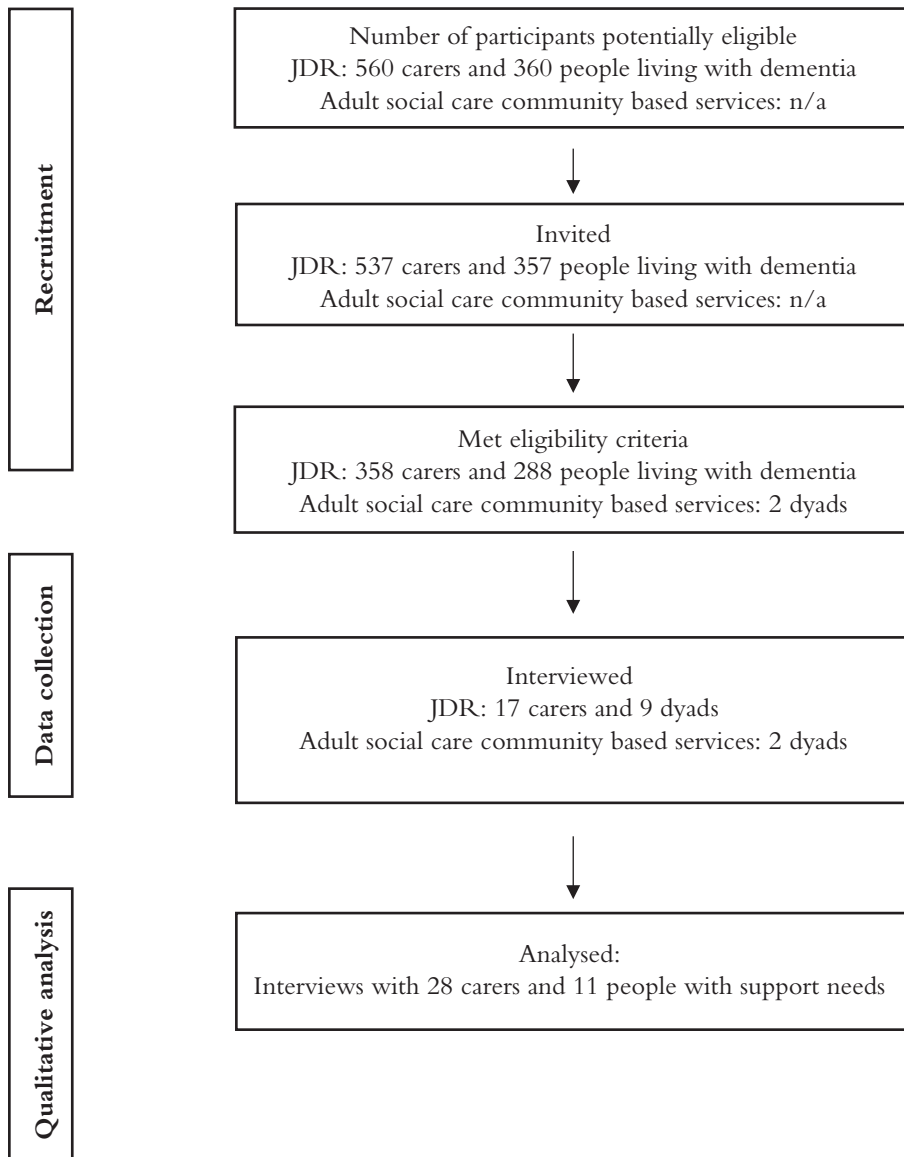 Recruitment
Number of participants potentially eligible
JDR: 560 carers and 360 people living with dementia
Adult social care community based services: n/a
Invited
JDR: 537 carers and 357 people living with dementia
Adult social care community based services: n/a
Met eligibility criteria
JDR: 358 carers and 288 people living with dementia
Adult social care community based services: 2 dyads
Data collection
Interviewed
JDR: 17 carers and 9 dyads
Adult social care community based services: 2 dyads
Qualitative analysis
Analysed:
Interviews with 28 carers and 11 people with support needs